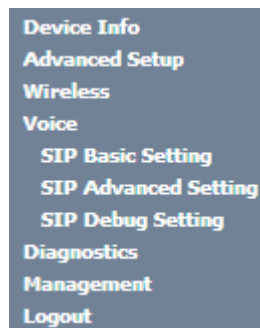 Device Info
Advanced Setup
Wireless
Voice
SIP Basic Setting
SIP Advanced Setting
SIP Debug Setting
Diagnostics
Management
Logout